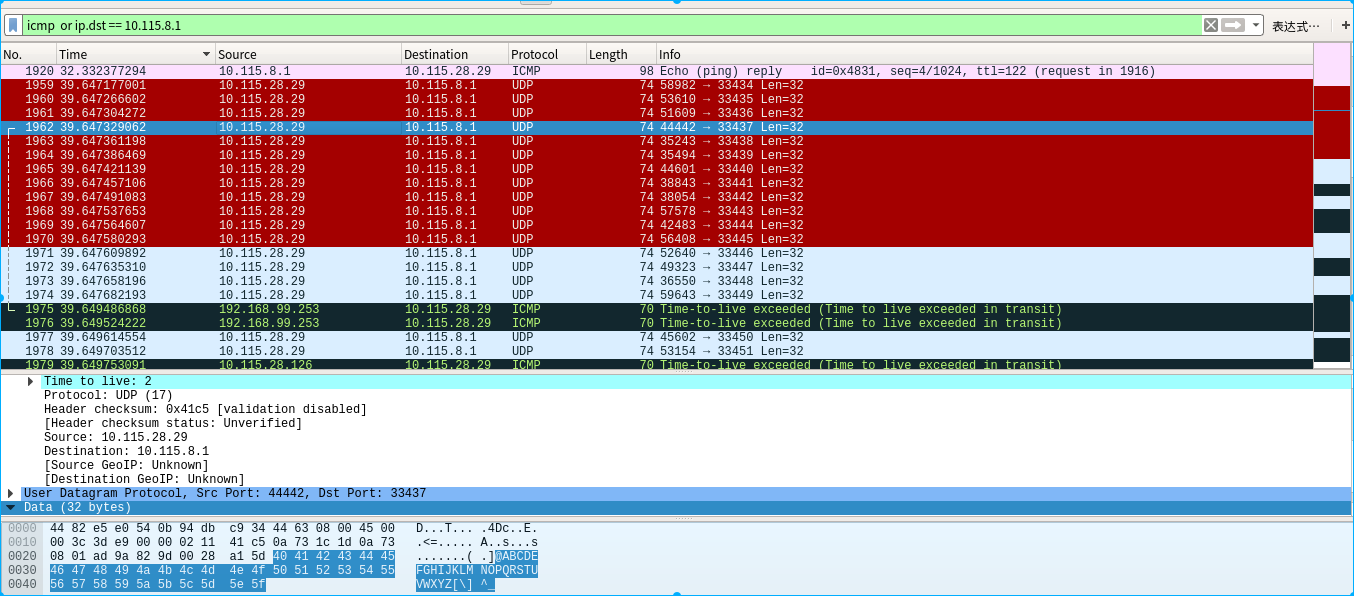 icmp or ip.dst == 10.115.8.1 表达式… +
No. Time Source Destination Protocol Length Info
1920 32.332377294 10.115.8.1 10.115.28.29 ICMP 98 Echo (ping) reply id=0x4831, seq=4/1024, ttl=122 (request in 1916)
1959 39.647177001 10.115.28.29 10.115.8.1 UDP 74 58982 → 33434 Len=32
1960 39.647266602 10.115.28.29 10.115.8.1 UDP 74 53610 → 33435 Len=32
1961 39.647304272 10.115.28.29 10.115.8.1 UDP 74 51609 → 33436 Len=32
1962 39.647329062 10.115.28.29 10.115.8.1 UDP 74 44442 → 33437 Len=32
1963 39.647361198 10.115.28.29 10.115.8.1 UDP 74 35243 → 33438 Len=32
1964 39.647386469 10.115.28.29 10.115.8.1 UDP 74 35494 → 33439 Len=32
1965 39.647421139 10.115.28.29 10.115.8.1 UDP 74 44601 → 33440 Len=32
1966 39.647457106 10.115.28.29 10.115.8.1 UDP 74 38843 → 33441 Len=32
1967 39.647491083 10.115.28.29 10.115.8.1 UDP 74 38054 → 33442 Len=32
1968 39.647537653 10.115.28.29 10.115.8.1 UDP 74 57578 → 33443 Len=32
1969 39.647564607 10.115.28.29 10.115.8.1 UDP 74 42483 → 33444 Len=32
1970 39.647580293 10.115.28.29 10.115.8.1 UDP 74 56408 → 33445 Len=32
1971 39.647609892 10.115.28.29 10.115.8.1 UDP 74 52640 → 33446 Len=32
1972 39.647635310 10.115.28.29 10.115.8.1 UDP 74 49323 → 33447 Len=32
1973 39.647658196 10.115.28.29 10.115.8.1 UDP 74 36550 → 33448 Len=32
1974 39.647682193 10.115.28.29 10.115.8.1 UDP 74 59643 → 33449 Len=32
1975 39.649486868 192.168.99.253 10.115.28.29 ICMP 70 Time-to-live exceeded (Time to live exceeded in transit)
1976 39.649524222 192.168.99.253 10.115.28.29 ICMP 70 Time-to-live exceeded (Time to live exceeded in transit)
1977 39.649614554 10.115.28.29 10.115.8.1 UDP 74 45602 → 33450 Len=32
1978 39.649703512 10.115.28.29 10.115.8.1 UDP 74 53154 → 33451 Len=32
1979 39.649753091 10.115.28.126 10.115.28.29 ICMP 70 Time-to-live exceeded (Time to live exceeded in transit)
Time to live: 2
Protocol: UDP (17)
Header checksum: 0x41c5 [validation disabled]
[Header checksum status: Unverified]
Source: 10.115.28.29
Destination: 10.115.8.1
[Source GeoIP: Unknown]
[Destination GeoIP: Unknown]
User Datagram Protocol, Src Port: 44442, Dst Port: 33437
Data (32 bytes)
0000 44 82 e5 e0 54 0b 94 db c9 34 44 63 08 00 45 00 D...T... .4Dc..E.
0010 00 3c 3d e9 00 00 02 11 41 c5 0a 73 1c 1d 0a 73 .<=..... A..s...s
0020 08 01 ad 9a 82 9d 00 28 a1 5d 40 41 42 43 44 45 .......( .]@ABCDE
0030 46 47 48 49 4a 4b 4c 4d 4e 4f 50 51 52 53 54 55 FGHIJKLM NOPQRSTU
0040 56 57 58 59 5a 5b 5c 5d 5e 5f VWXYZ[\] ^_